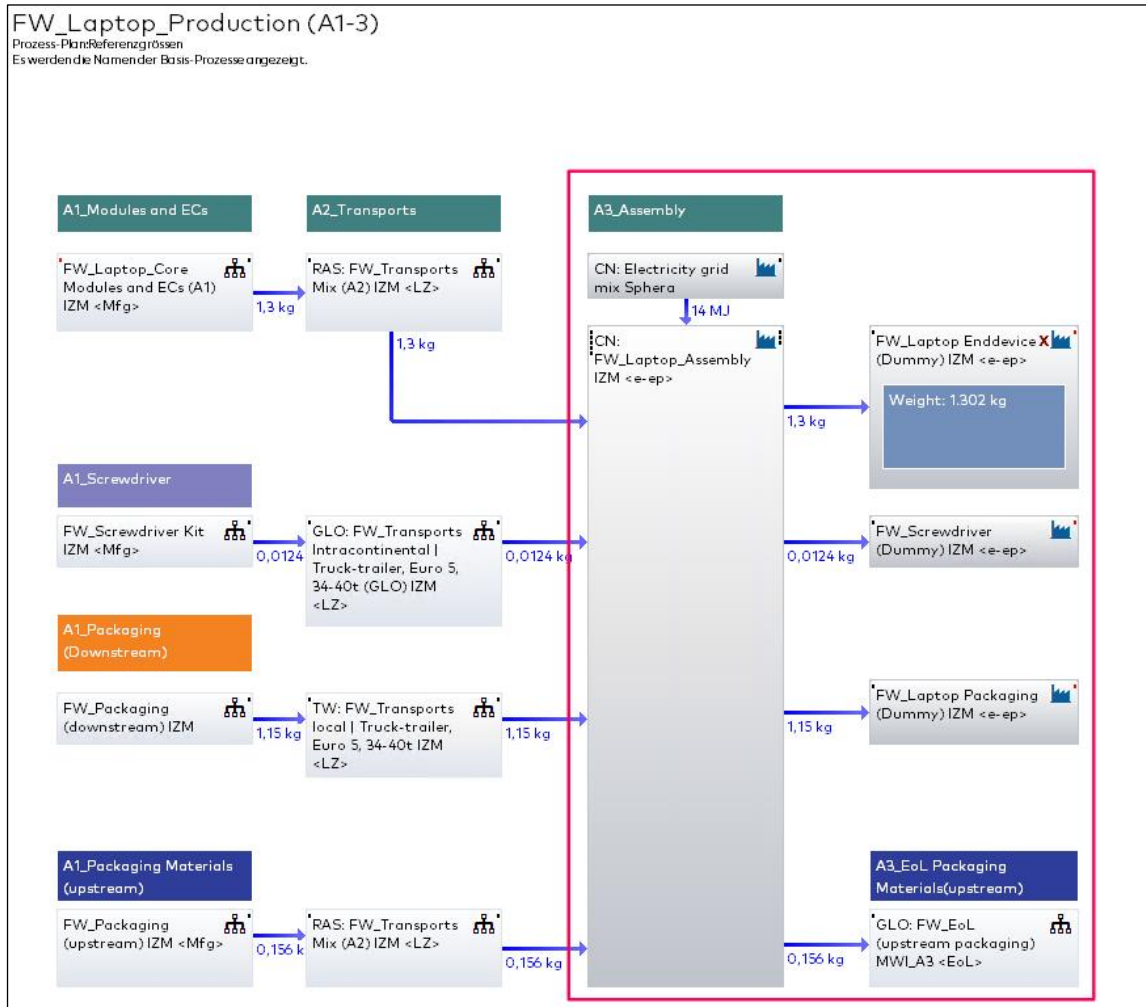 FW_Laptop_Production (A1-3)
Prozess-Plan:Referenzgrössen
Es werden die Namen der Basis-Prozesse angezeigt.
A1_Modules and ECs
A2_Transports
A3_Assembly
FW_Laptop_Core
Modules and ECs (A1)
IZM <Mfg>
1,3 kg
RAS: FW_Transports
Mix (A2) IZM <LZ>
1,3 kg
CN: Electricity grid
mix Sphera
14 MJ
CN:
FW_Laptop_Assembly
IZM <e-ep>
1,3 kg
FW_Laptop Enddevice X
(Dummy) IZM <e-ep>
Weight: 1.302 kg
A1_Screwdriver
FW_Screwdriver Kit
IZM <Mfg>
0,0124
GLO: FW_Transports
Intracontinental |
Truck-trailer, Euro 5,
34-40t (GLO) IZM
<LZ>
0,0124 kg
0,0124 kg
FW_Screwdriver
(Dummy) IZM <e-ep>
A1_Packaging
(Downstream)
FW_Packaging
(downstream) IZM
1,15 kg
TW: FW_Transports
local | Truck-trailer,
Euro 5, 34-40t IZM
<LZ>
1,15 kg
1,15 kg
FW_Laptop Packaging
(Dummy) IZM <e-ep>
A1_Packaging Materials
(upstream)
A3_EoL Packaging
Materials(upstream)
FW_Packaging
(upstream) IZM <Mfg>
0,156 k
RAS: FW_Transports
Mix (A2) IZM <LZ>
0,156 kg
0,156 kg
GLO: FW_EoL
(upstream packaging)
MWI_A3 <EoL>